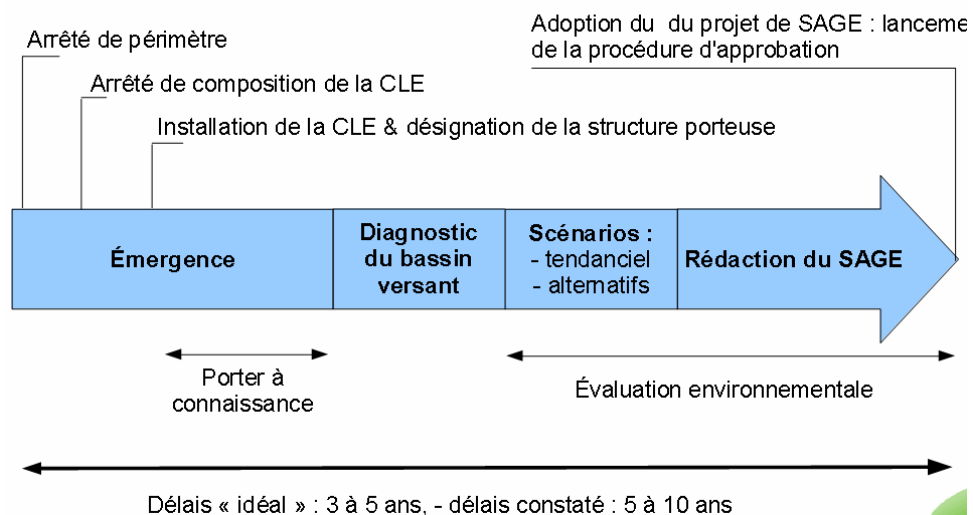 Adoption du du projet de SAGE : lanceme
de la procédure d'approbation
Arrêté de périmètre
Arrêté de composition de la CLE
Installation de la CLE & désignation de la structure porteuse
Émergence
Diagnostic
du bassin
versant
Scénarios :
- tendanciel
- alternatifs
Rédaction du SAGE
Porter à
connaissance
Évaluation environnementale
Délais « idéal » : 3 à 5 ans, - délais constaté : 5 à 10 ans